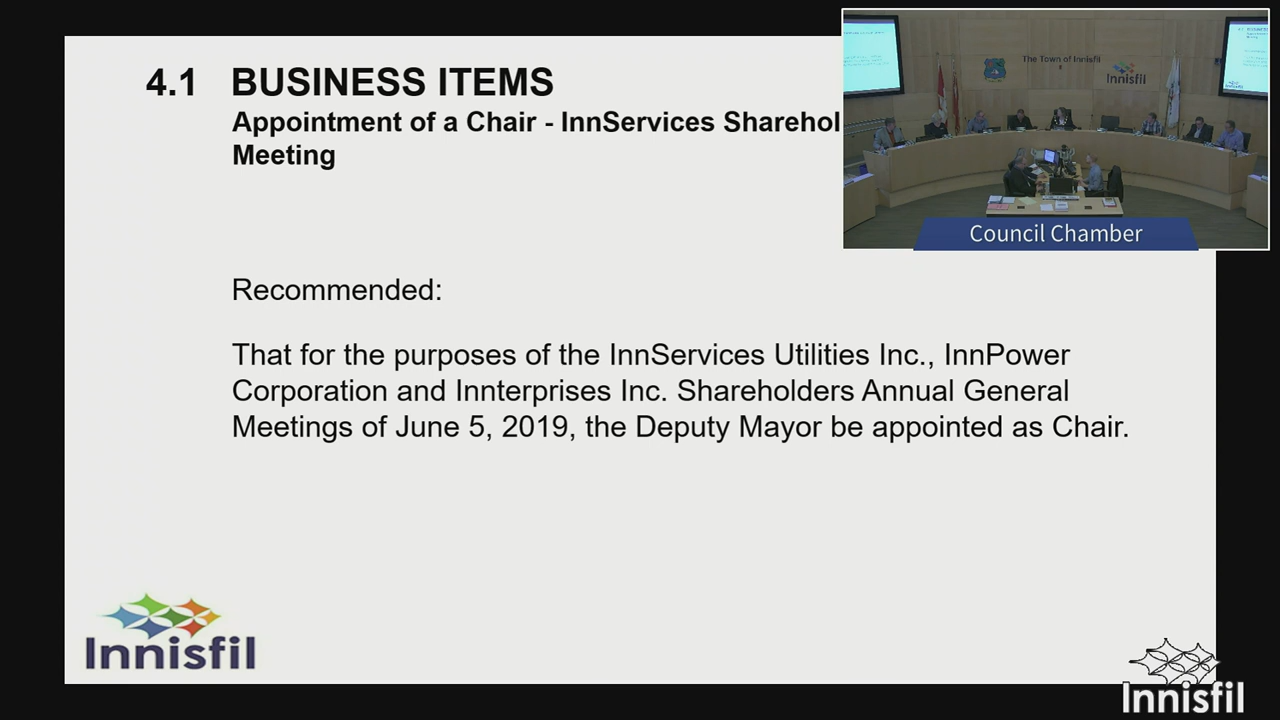 4.1 BUSINESS ITEMS
Appointment of a Chair - InnServices Sharehol
Meeting
Recommended:
That for the purposes of the InnServices Utilities Inc., InnPower
Corporation and Innterprises Inc. Shareholders Annual General
Meetings of June 5, 2019, the Deputy Mayor be appointed as Chair.
Innisfil
The Town of Innisfil
Innisfil
Council Chamber
Innisfil